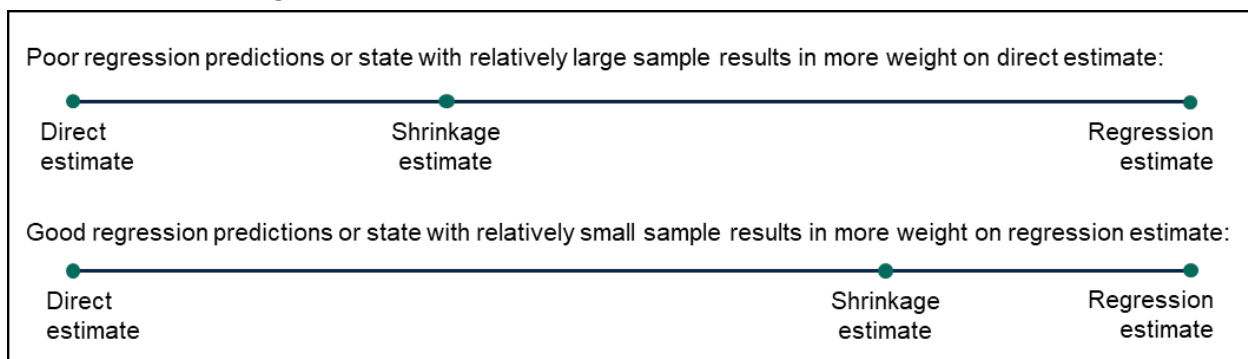 Poor regression predictions or state with relatively large sample results in more weight on direct estimate:
Direct estimate
Shrinkage estimate
Regression estimate
Good regression predictions or state with relatively small sample results in more weight on regression estimate:
Direct estimate
Shrinkage estimate
Regression estimate